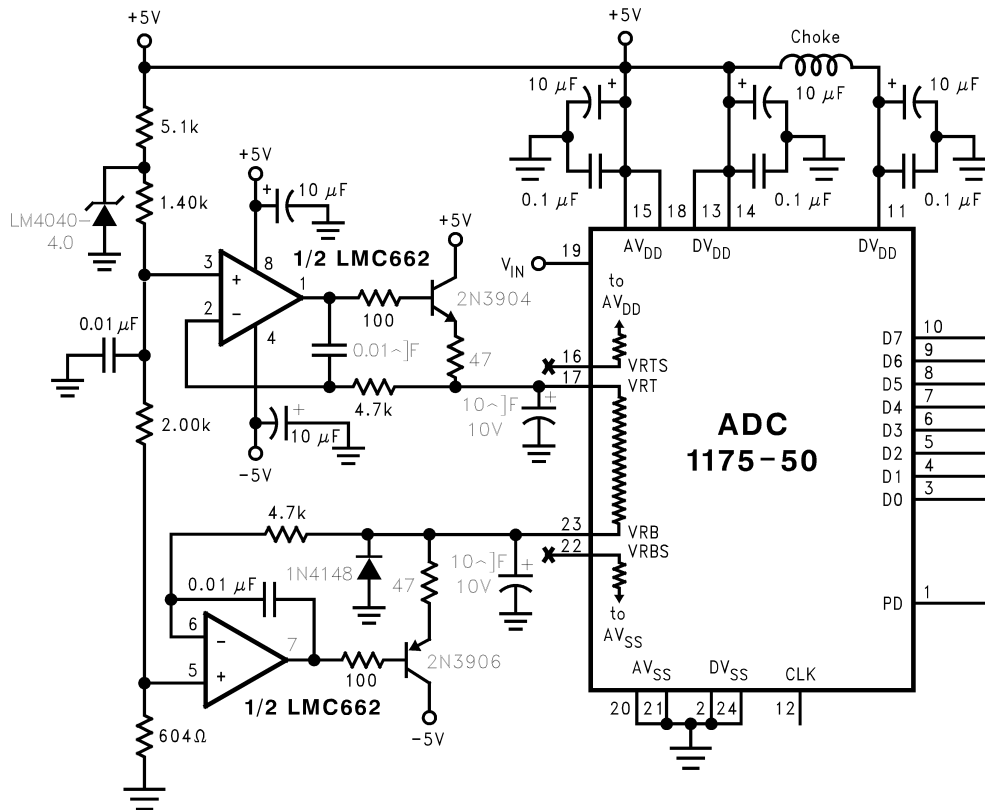 +5V
+5V
Choke
10 µF
+
+
10 µF
+
10 µF
5.1k
+5V
0.1 µF
0.1 µF
0.1 µF
1.40k
+
10 µF
LM4040-
4.0
+5V
15
18
13
14
11
AVDD
DVDD
DVDD
1/2 LMC662
VIN
19
3
+
8
1
2
-
4
2N3904
100
to
AVDD
0.01 µF
0.01~]F
47
16
VRTS
17
VRT
4.7k
10~]F
10V
+
2.00k
+
10 µF
-5V
ADC
1175-50
D7
10
D6
9
D5
8
D4
7
D3
6
D2
5
D1
4
D0
3
4.7k
23
VRB
22
VRBS
1N4148
47
10~]F
10V
+
0.01 µF
to
AVSS
PD
1
6
-
7
5
+
100
2N3906
1/2 LMC662
-5V
604Ω
AVSS
DVSS
CLK
20
21
2
24
12